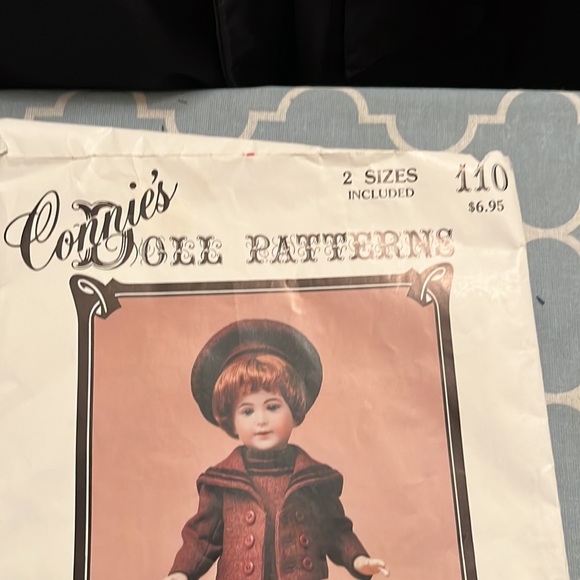 2 SIZES
INCLUDED
110
$6.95
Connie's
DOLL PATTERNS